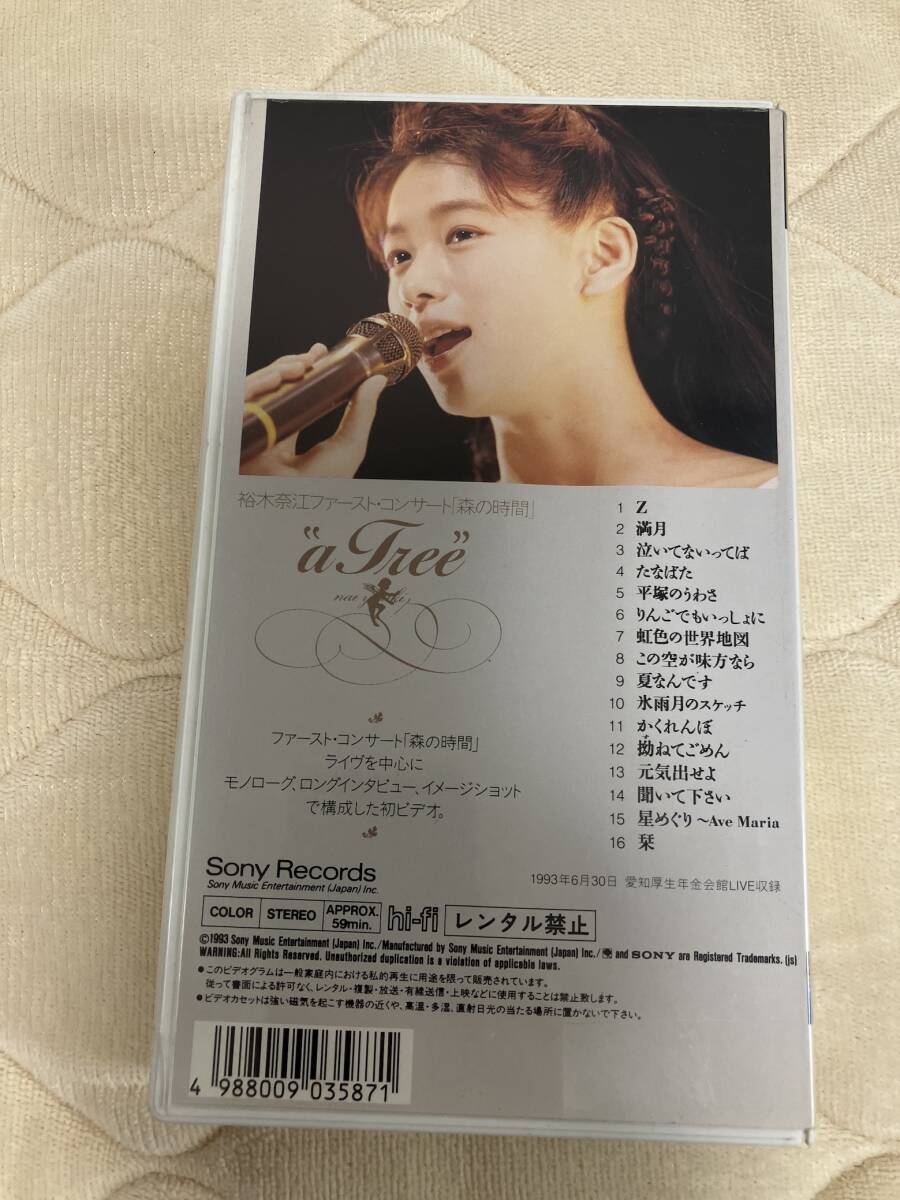 裕木奈江ファースト・コンサート「森の時間」
"a Tree"
ファースト・コンサート「森の時間」
ライヴを中心に
モノローグ、ロングインタビュー、イメージショット
で構成した初ビデオ。
1 Z
2 満月
3 泣いてないってば
4 たなばた
5 平塚のうわさ
6 りんごでもいっしょに
7 虹色の世界地図
8 この空が味方なら
9 夏なんです
10 氷雨月のスケッチ
11 かくれんぼ
12 拗ねてごめん
13 元気出せよ
14 聞いて下さい
15 星めぐり〜Ave Maria
16 栞
1993年6月30日 愛知厚生年金会館LIVE収録
Sony Records
Sony Music Entertainment (Japan) Inc.
COLOR STEREO APPROX. 59min. hi-fi レンタル禁止
©1993 Sony Music Entertainment (Japan) Inc./Manufactured by Sony Music Entertainment (Japan) Inc./ and SONY are Registered Trademarks. (js)
WARNING:All Rights Reserved. Unauthorized duplication is a violation of applicable laws.
●このビデオグラムは一般家庭内における私的再生に用途を限って販売されています。
従って書面による許可なく、レンタル・複製・放送・有線送信・上映などに使用することは禁止致します。
●ビデオカセットは強い磁気を起こす機器の近くや、高温・多湿、直射日光の当たる場所に置かないで下さい。
4 988009 035871